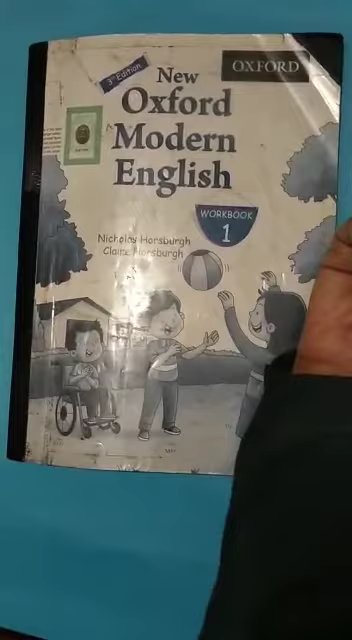 3rd Edition
OXFORD
New
Oxford
Modern
English
WORKBOOK
1
Nicholas Horsburgh
Claire Horsburgh